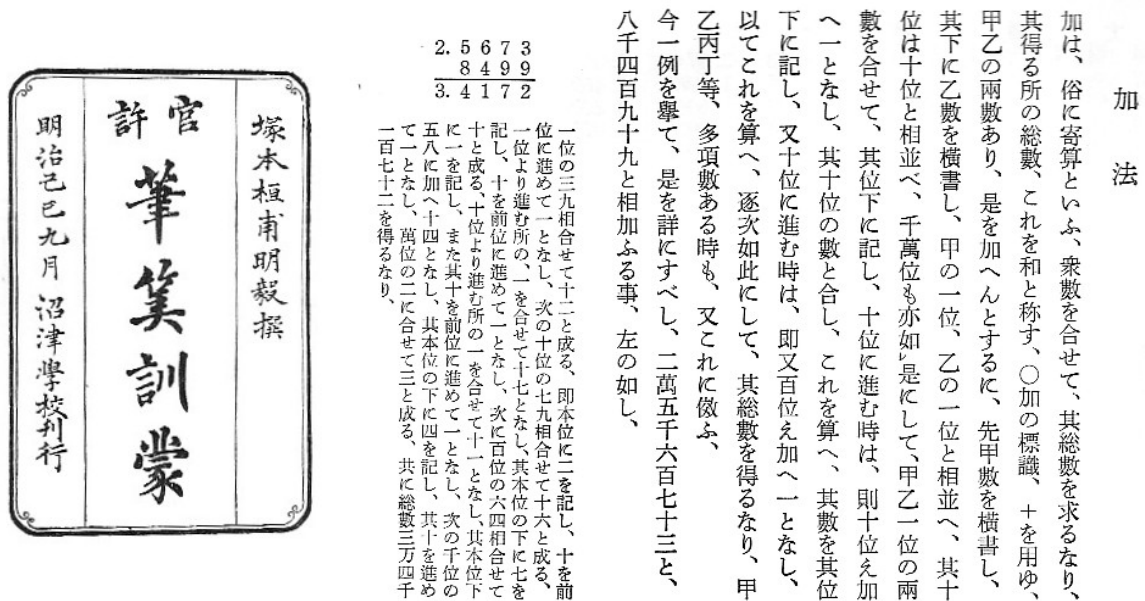 加法
加は、俗に寄算といふ、衆數を合せて、其総數を求るなり、
其得る所の総數、これを和と称す、〇加の標識、＋を用ゆ、
甲乙の兩數あり、是を加へんとするに、先甲數を橫書し、
其下に乙數を橫書し、甲の一位、乙の一位と相並へ、其十
位は十位と相並べ、千萬位も亦如レ是にして、甲乙一位の兩
數を合せて、其位下に記し、十位に進む時は、則十位え加
へ一となし、其十位の數と合し、これを算へ、其數を其位
下に記し、又十位に進む時は、即又百位え加へ一となし、
以てこれを算へ、逐次如此にして、其総數を得るなり、甲
乙丙丁等、多項數ある時も、又これに倣ふ、
今一例を擧て、是を詳にすべし、二萬五千六百七十三と、
八千四百九十九と相加ふる事、左の如し、
2.5673
8499
3.4172
一位の三九相合せて十二と成る、即本位に二を記し、十を前
位に進めて一となし、次の十位の七九相合せて十六と成る、
一位より進む所の、一を合せて十七となし、其本位の下に七を
記し、十を前位に進めて一となし、次に百位の六四相合せて
十と成る、十位より進む所の一を合せて十一となし、其本位下
に一を記し、また其十を前位に進めて一となし、次の千位の
五八に加へ十四となし、其本位の下に四を記し、其十を進め
て一となし、萬位の二に合せて三と成る、共に総數三万四千
一百七十二を得るなり、
塚本桓甫明毅撰
官許
筆算訓蒙
明治己巳九月 沼津學校刊行